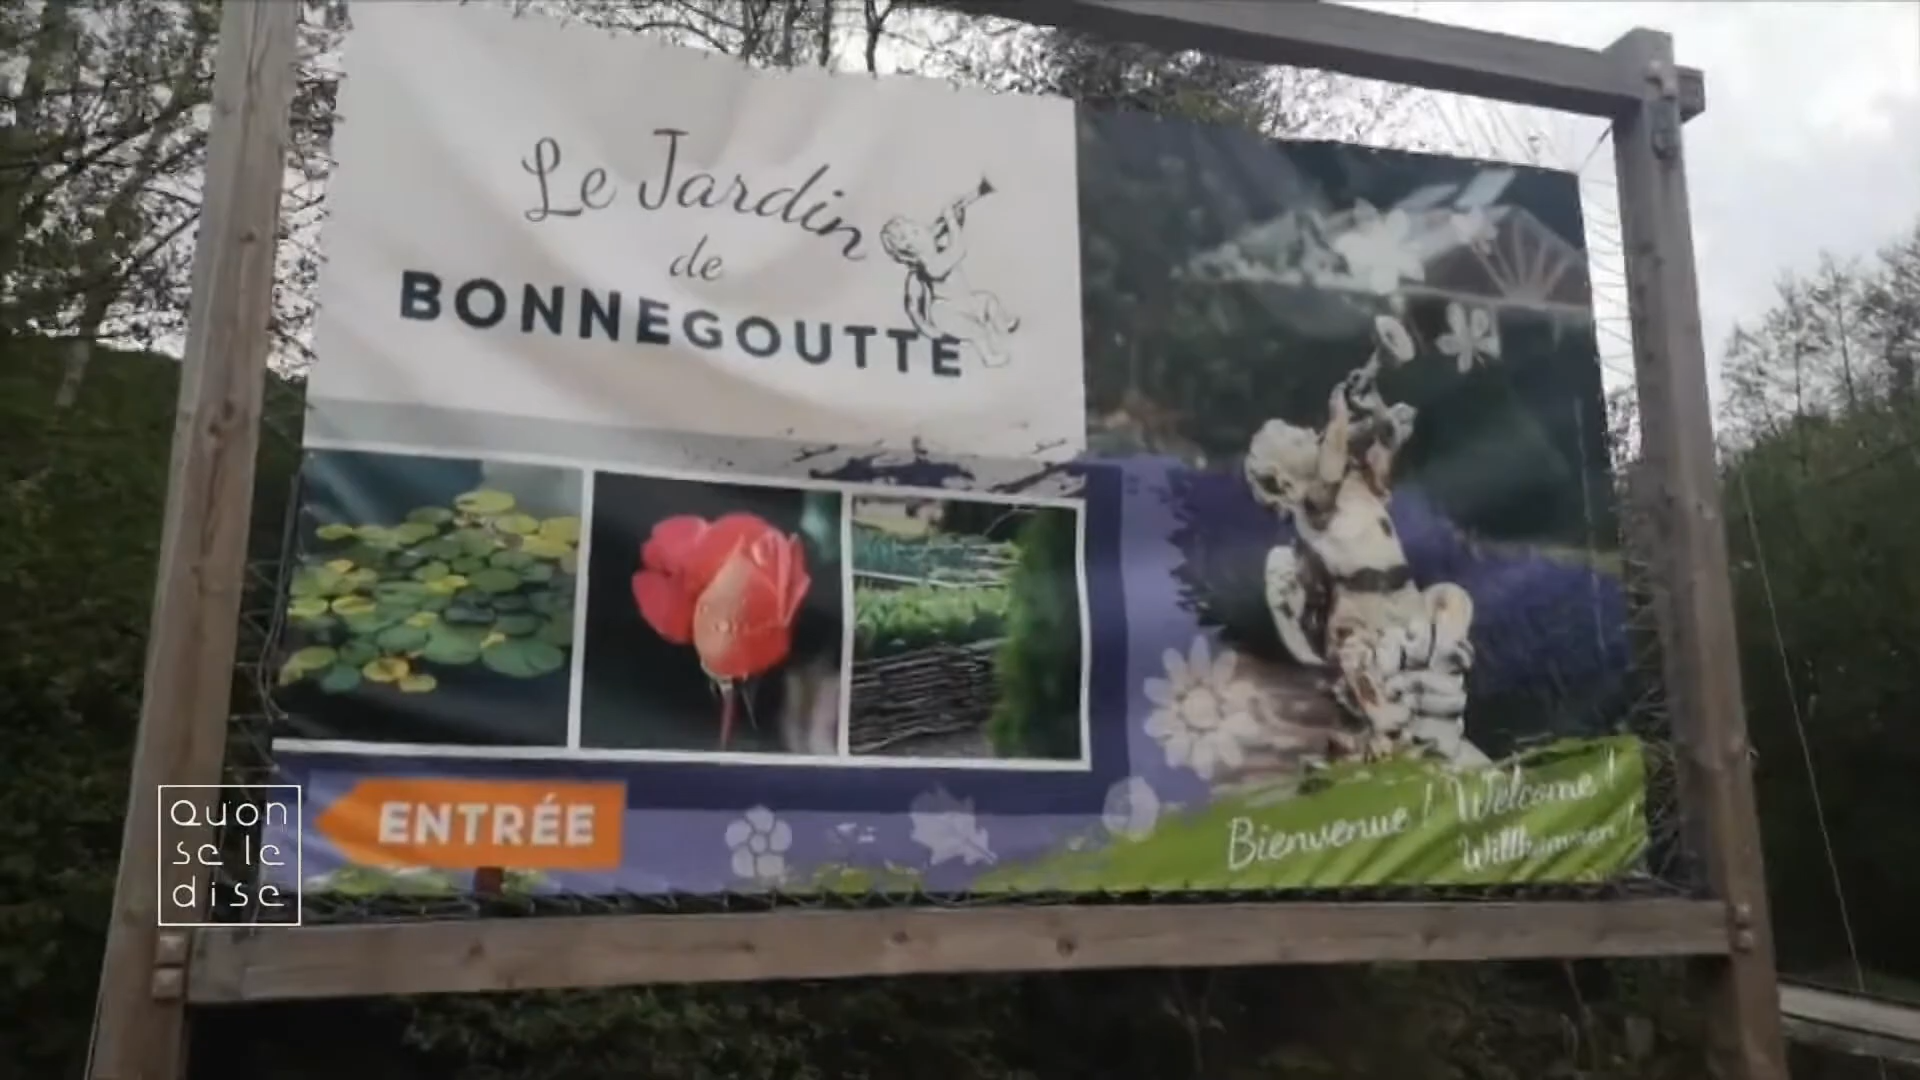 Le Jardin
de
BONNEGOUTTE
ENTRÉE
Bienvenue ! Welcome !
Willkommen !
Quon
se le
dise